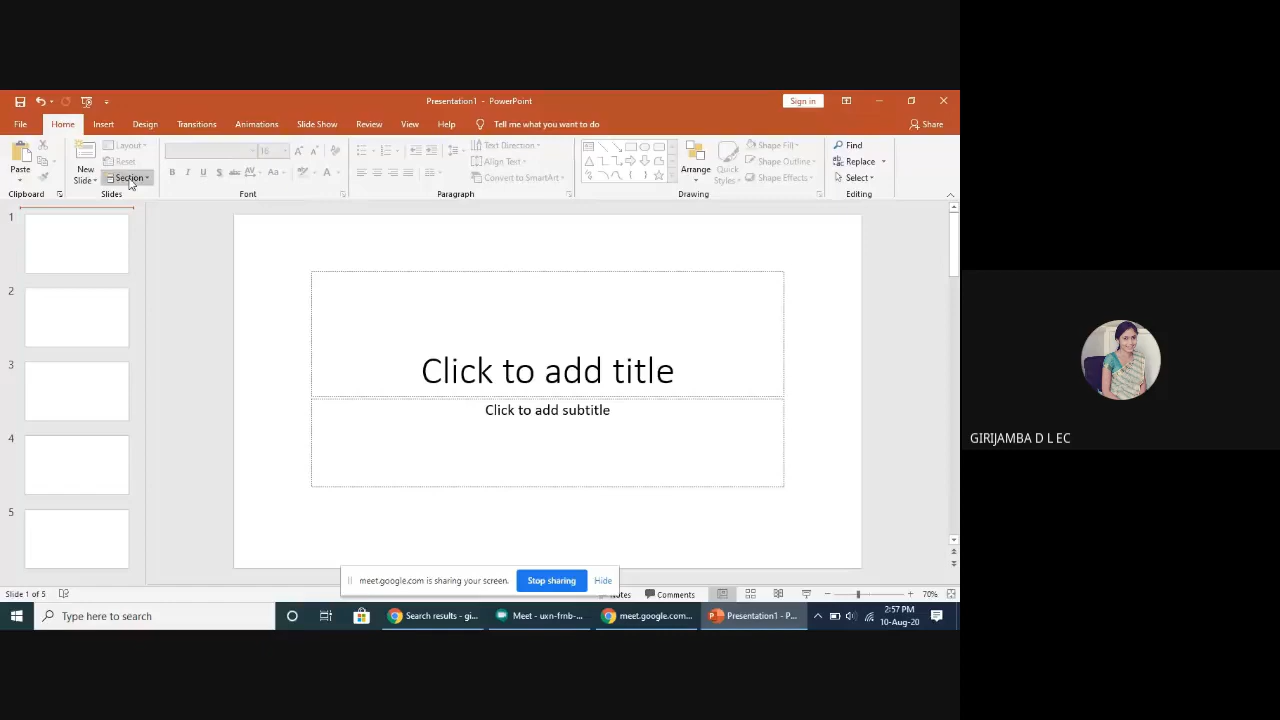 Presentation1 - PowerPoint
Sign in
File Home Insert Design Transitions Animations Slide Show Review View Help Tell me what you want to do
Share
Paste
New Slide
Layout
Reset
Section
B I U S abc AV Aa A
Text Direction
Align Text
Convert to SmartArt
Arrange
Quick Styles
Shape Fill
Shape Outline
Shape Effects
Find
Replace
Select
Clipboard Slides Font Paragraph Drawing Editing
1
2
3
4
5
Click to add title
Click to add subtitle
GIRIJAMBA D L EC
meet.google.com is sharing your screen. Stop sharing Hide
Slide 1 of 5
Comments
70%
Type here to search
Search results - gi...
Meet - uxn-frnb-...
meet.google.com...
Presentation1 - P...
2:57 PM
10-Aug-20